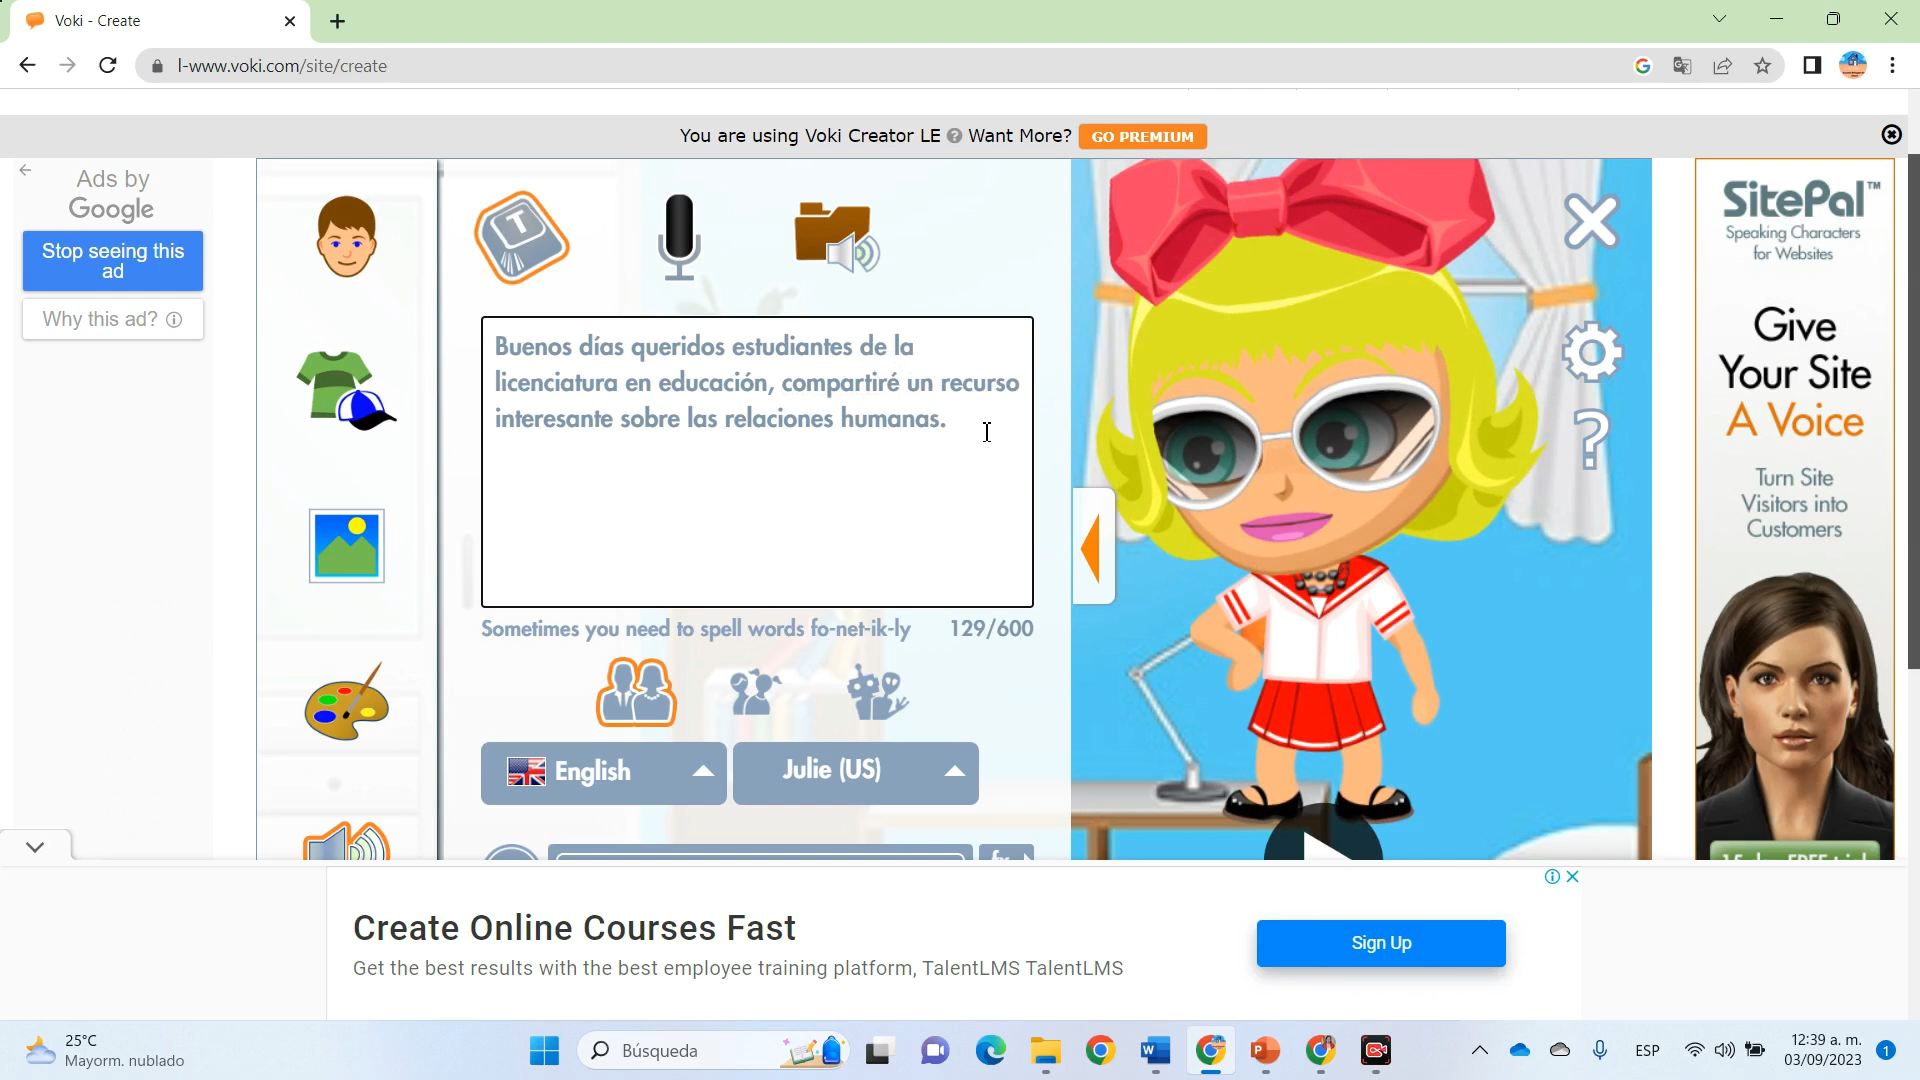 Voki - Create
l-www.voki.com/site/create
You are using Voki Creator LE ? Want More? GO PREMIUM
Ads by
Google
Stop seeing this
ad
Why this ad?
T
Buenos días queridos estudiantes de la
licenciatura en educación, compartiré un recurso
interesante sobre las relaciones humanas.
Sometimes you need to spell words fo-net-ik-ly 129/600
English
Julie (US)
?
SitePal™
Speaking Characters
for Websites
Give
Your Site
A Voice
Turn Site
Visitors into
Customers
Create Online Courses Fast
Get the best results with the best employee training platform, TalentLMS TalentLMS
Sign Up
25°C
Mayorm. nublado
Búsqueda
ESP
12:39 a. m.
03/09/2023
1